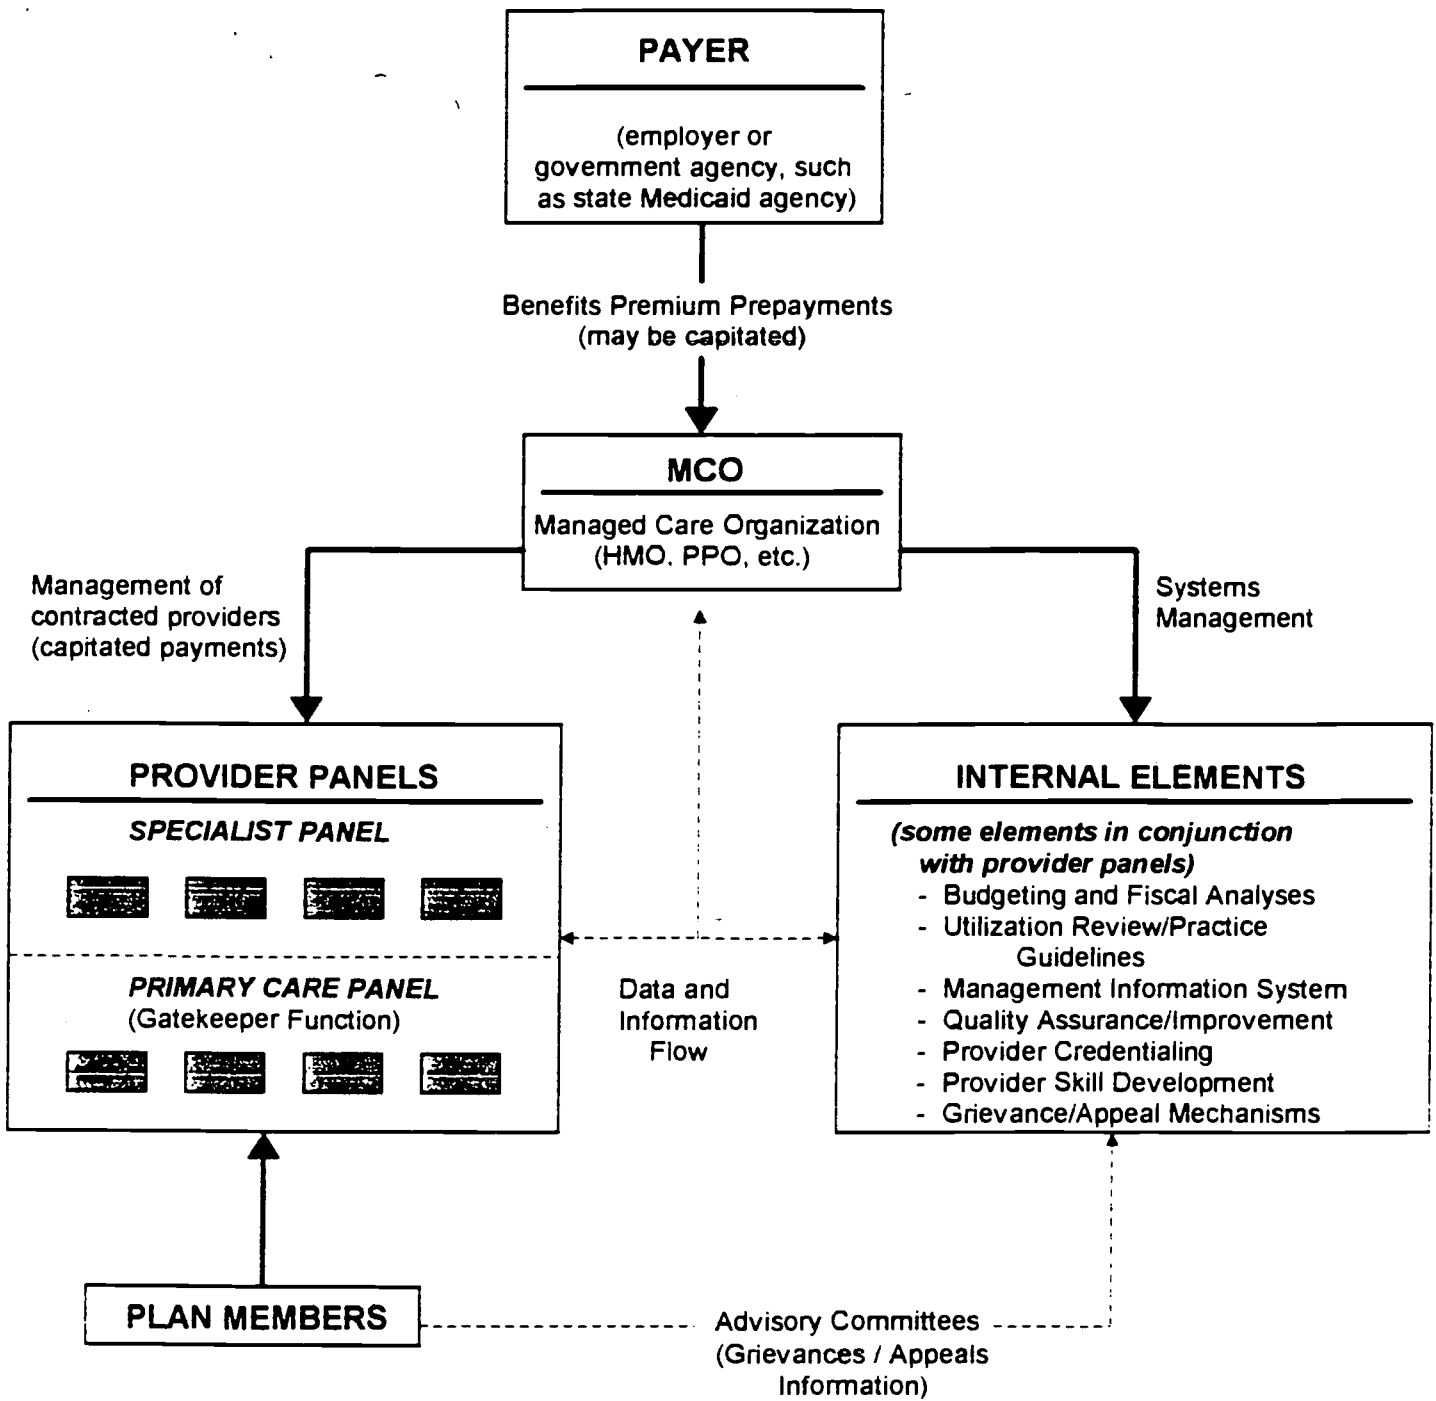 PAYER
(employer or
government agency, such
as state Medicaid agency)
Benefits Premium Prepayments
(may be capitated)
MCO
Managed Care Organization
(HMO, PPO, etc.)
Management of
contracted providers
(capitated payments)
Systems
Management
PROVIDER PANELS
SPECIALIST PANEL
PRIMARY CARE PANEL
(Gatekeeper Function)
Data and
Information
Flow
INTERNAL ELEMENTS
(some elements in conjunction
with provider panels)
- Budgeting and Fiscal Analyses
- Utilization Review/Practice
Guidelines
- Management Information System
- Quality Assurance/Improvement
- Provider Credentialing
- Provider Skill Development
- Grievance/Appeal Mechanisms
PLAN MEMBERS
Advisory Committees
(Grievances / Appeals
Information)